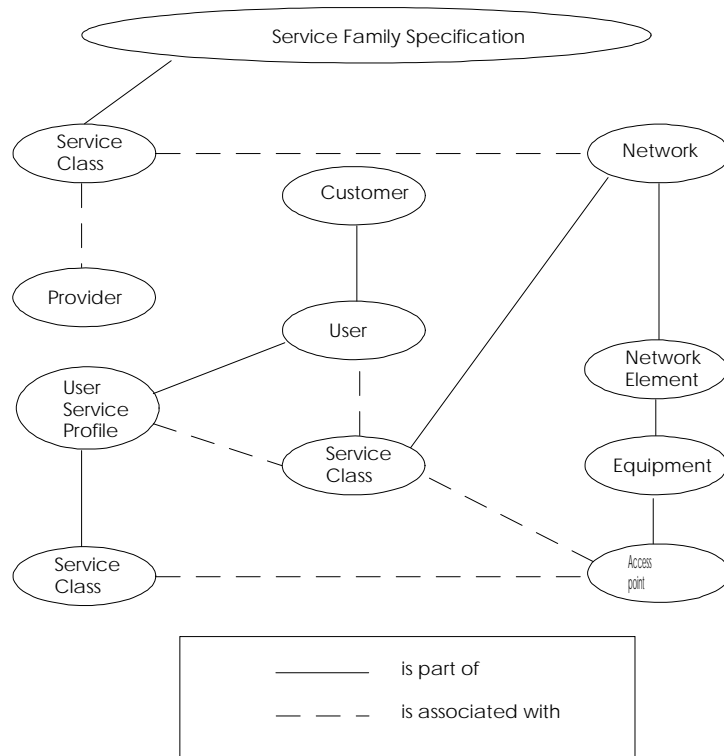 Service Family Specification
Service
Class
Network
Customer
Provider
User
Network
Element
User
Service
Profile
Service
Class
Equipment
Service
Class
Access
point
is part of
is associated with